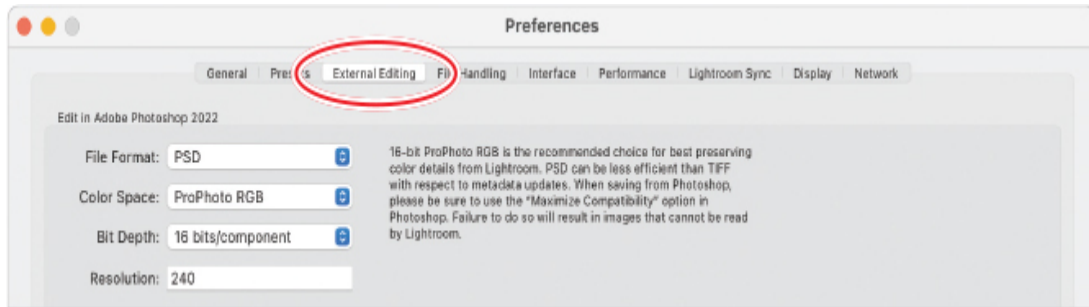 Preferences
General Presets External Editing File Handling Interface Performance Lightroom Sync Display Network
Edit in Adobe Photoshop 2022
File Format: PSD
16-bit ProPhoto RGB is the recommended choice for best preserving
color details from Lightroom. PSD can be less efficient than TIFF
with respect to metadata updates. When saving from Photoshop,
please be sure to use the "Maximize Compatibility" option in
Photoshop. Failure to do so will result in images that cannot be read
by Lightroom.
Color Space: ProPhoto RGB
Bit Depth: 16 bits/component
Resolution: 240